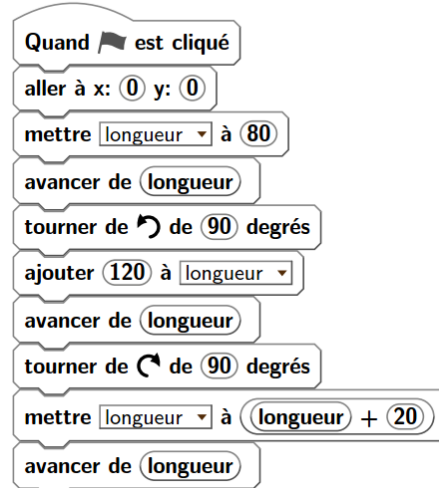 Quand est cliqué
aller à x: 0 y: 0
mettre longueur à 80
avancer de longueur
tourner de de 90 degrés
ajouter 120 à longueur
avancer de longueur
tourner de de 90 degrés
mettre longueur à longueur + 20
avancer de longueur